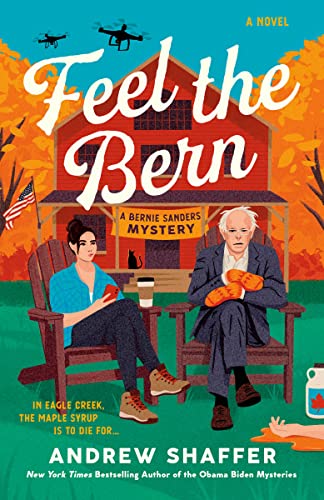 A NOVEL
Feel the
Bern
A BERNIE SANDERS
MYSTERY
IN EAGLE CREEK,
THE MAPLE SYRUP
IS TO DIE FOR...
ANDREW SHAFFER
New York Times Bestselling Author of the Obama Biden Mysteries